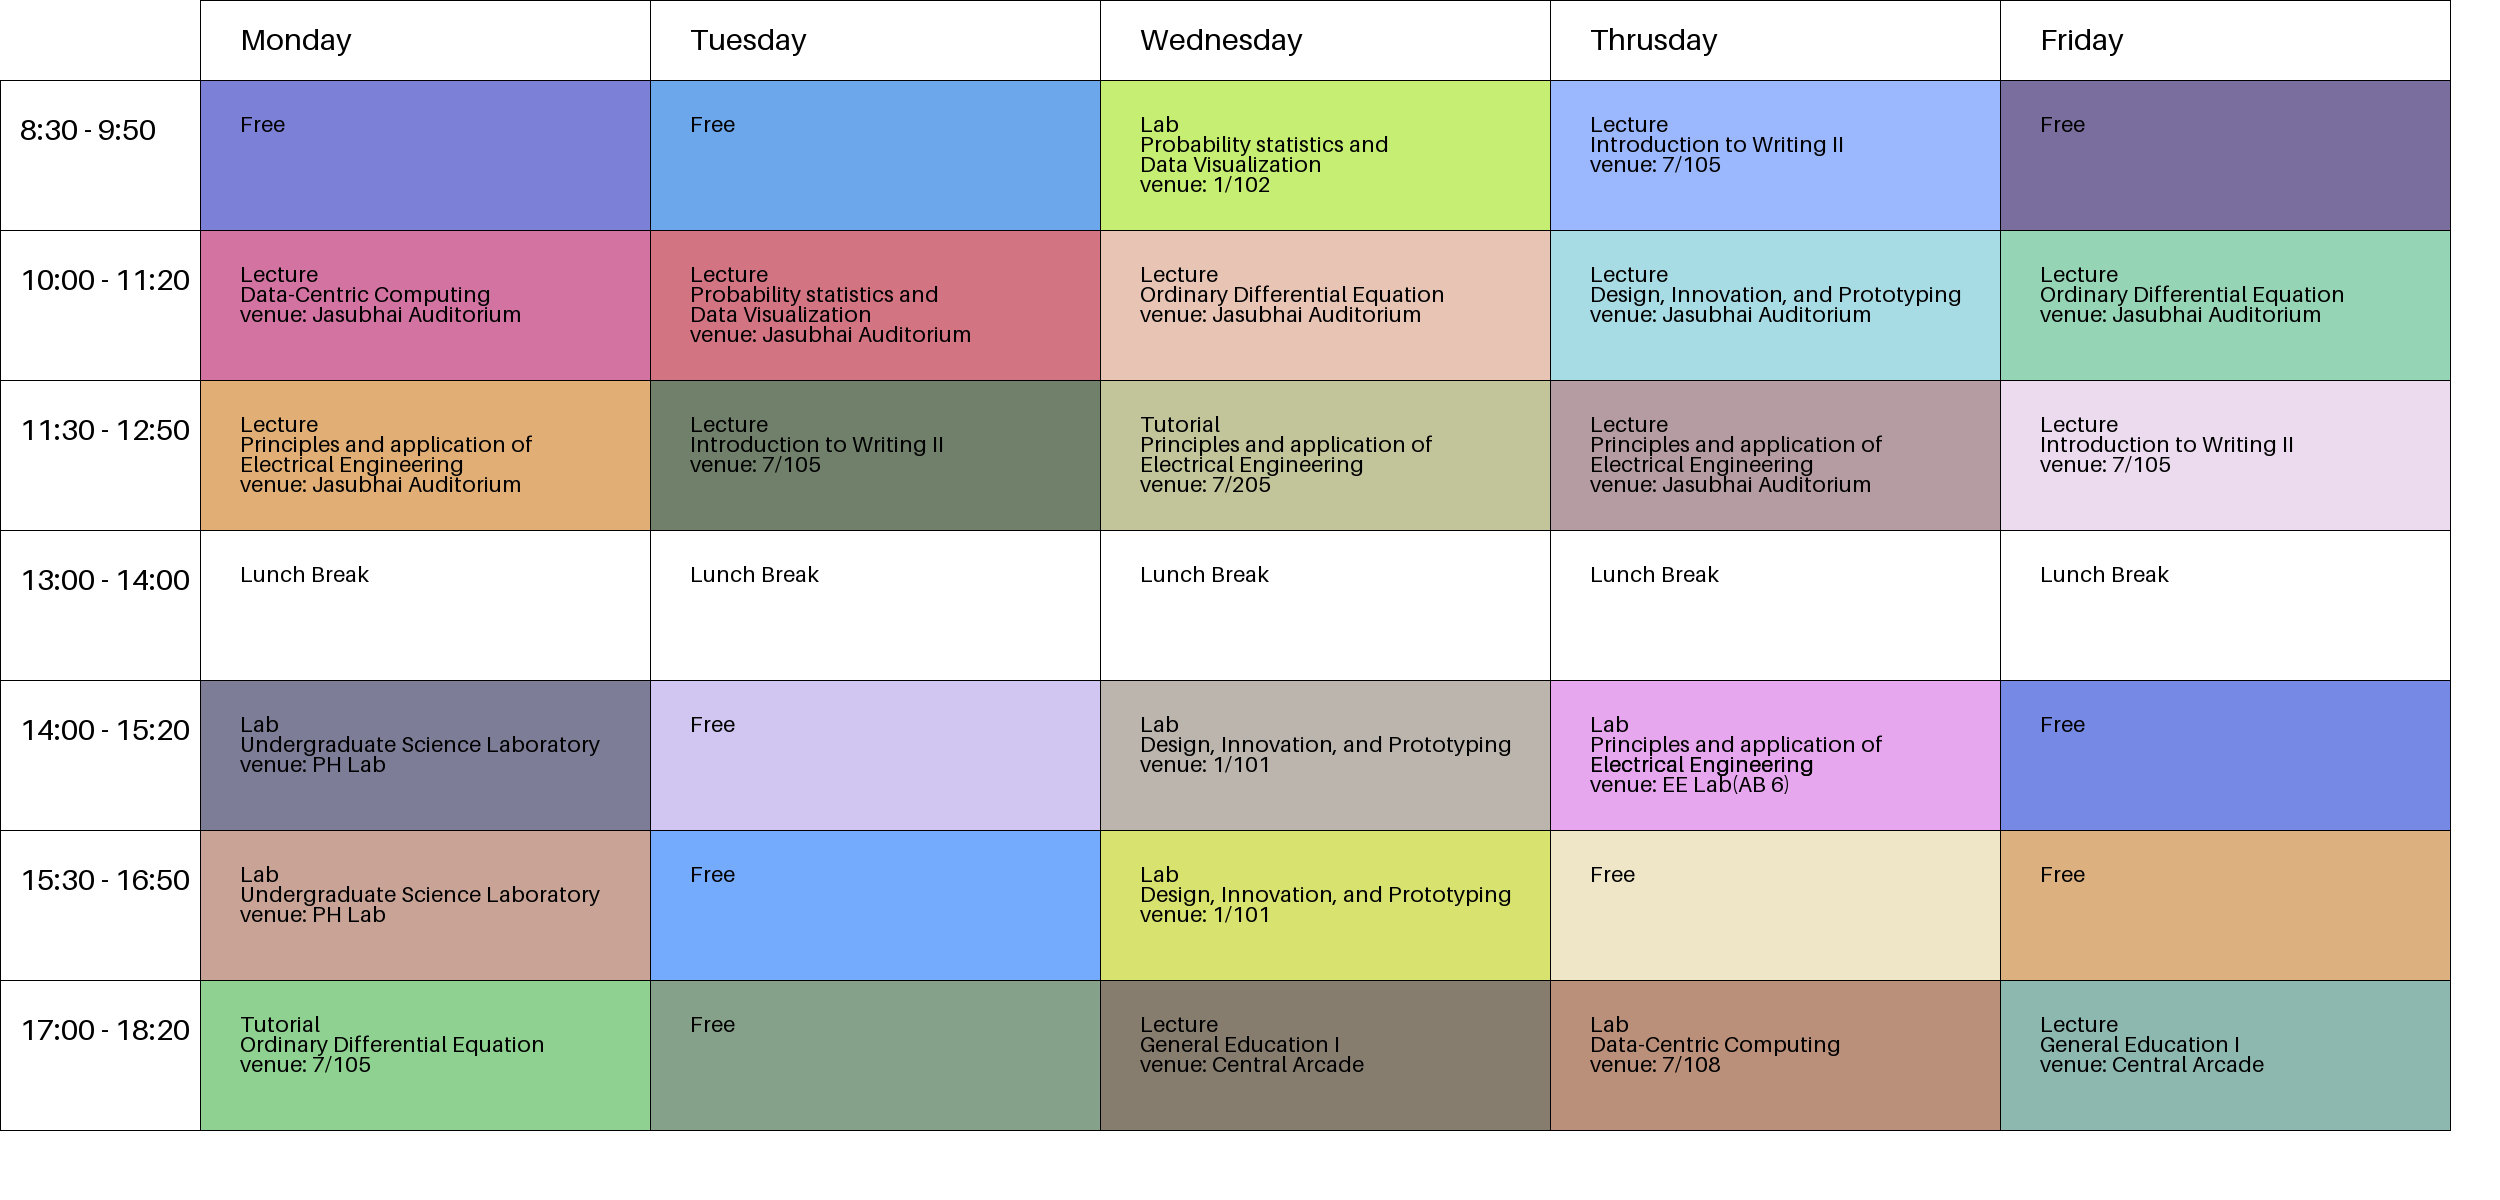 Monday
Tuesday
Wednesday
Thrusday
Friday
8:30 - 9:50
Free
Free
Lab
Probability statistics and
Data Visualization
venue: 1/102
Lecture
Introduction to Writing II
venue: 7/105
Free
10:00 - 11:20
Lecture
Data-Centric Computing
venue: Jasubhai Auditorium
Lecture
Probability statistics and
Data Visualization
venue: Jasubhai Auditorium
Lecture
Ordinary Differential Equation
venue: Jasubhai Auditorium
Lecture
Design, Innovation, and Prototyping
venue: Jasubhai Auditorium
Lecture
Ordinary Differential Equation
venue: Jasubhai Auditorium
11:30 - 12:50
Lecture
Principles and application of
Electrical Engineering
venue: Jasubhai Auditorium
Lecture
Introduction to Writing II
venue: 7/105
Tutorial
Principles and application of
Electrical Engineering
venue: 7/205
Lecture
Principles and application of
Electrical Engineering
venue: Jasubhai Auditorium
Lecture
Introduction to Writing II
venue: 7/105
13:00 - 14:00
Lunch Break
Lunch Break
Lunch Break
Lunch Break
Lunch Break
14:00 - 15:20
Lab
Undergraduate Science Laboratory
venue: PH Lab
Free
Lab
Design, Innovation, and Prototyping
venue: 1/101
Lab
Principles and application of
Electrical Engineering
venue: EE Lab(AB 6)
Free
15:30 - 16:50
Lab
Undergraduate Science Laboratory
venue: PH Lab
Free
Lab
Design, Innovation, and Prototyping
venue: 1/101
Free
Free
17:00 - 18:20
Tutorial
Ordinary Differential Equation
venue: 7/105
Free
Lecture
General Education I
venue: Central Arcade
Lab
Data-Centric Computing
venue: 7/108
Lecture
General Education I
venue: Central Arcade